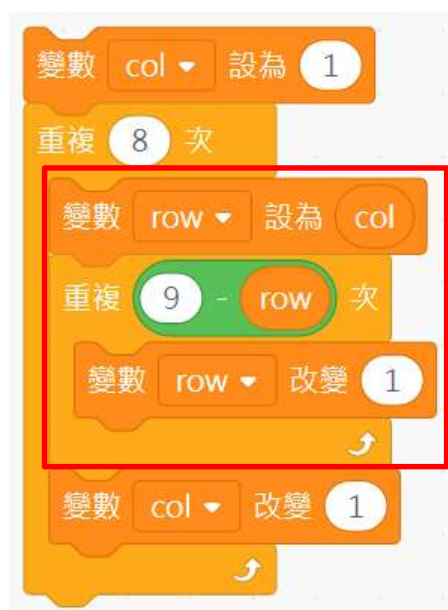 變數 col 設為 1
重複 8 次
變數 row 設為 col
重複 9 - row 次
變數 row 改變 1
變數 col 改變 1